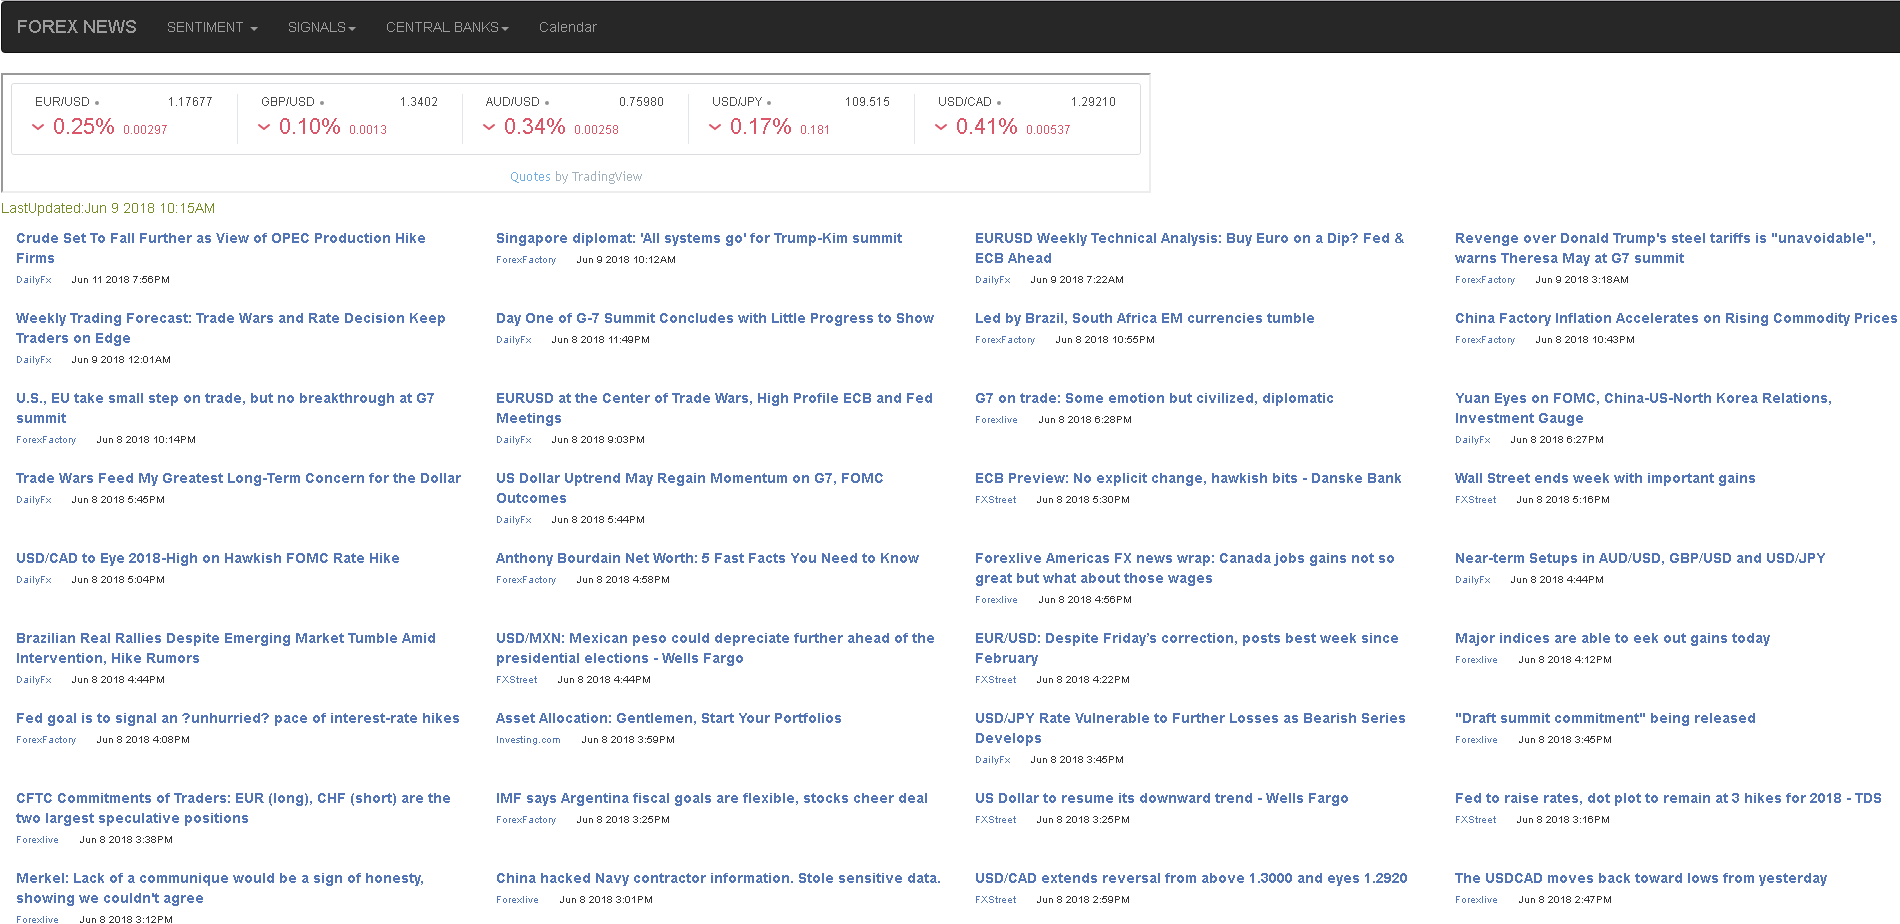 FOREX NEWS SENTIMENT SIGNALS CENTRAL BANKS Calendar
EUR/USD 1.17677 GBP/USD 1.3402 AUD/USD 0.75980 USD/JPY 109.515 USD/CAD 1.29210
0.25% 0.00297 0.10% 0.0013 0.34% 0.00258 0.17% 0.181 0.41% 0.00537
Quotes by TradingView
LastUpdated:Jun 9 2018 10:15AM
Crude Set To Fall Further as View of OPEC Production Hike
Firms
DailyFx Jun 11 2018 7:56PM
Singapore diplomat: 'All systems go' for Trump-Kim summit
ForexFactory Jun 9 2018 10:12AM
EURUSD Weekly Technical Analysis: Buy Euro on a Dip? Fed &
ECB Ahead
DailyFx Jun 9 2018 7:22AM
Revenge over Donald Trump's steel tariffs is "unavoidable",
warns Theresa May at G7 summit
ForexFactory Jun 9 2018 3:18AM
Weekly Trading Forecast: Trade Wars and Rate Decision Keep
Traders on Edge
DailyFx Jun 9 2018 12:01AM
Day One of G-7 Summit Concludes with Little Progress to Show
DailyFx Jun 8 2018 11:49PM
Led by Brazil, South Africa EM currencies tumble
ForexFactory Jun 8 2018 10:55PM
China Factory Inflation Accelerates on Rising Commodity Prices
ForexFactory Jun 8 2018 10:43PM
U.S., EU take small step on trade, but no breakthrough at G7
summit
ForexFactory Jun 8 2018 10:14PM
EURUSD at the Center of Trade Wars, High Profile ECB and Fed
Meetings
DailyFx Jun 8 2018 9:03PM
G7 on trade: Some emotion but civilized, diplomatic
Forexlive Jun 8 2018 6:28PM
Yuan Eyes on FOMC, China-US-North Korea Relations,
Investment Gauge
DailyFx Jun 8 2018 6:27PM
Trade Wars Feed My Greatest Long-Term Concern for the Dollar
DailyFx Jun 8 2018 5:45PM
US Dollar Uptrend May Regain Momentum on G7, FOMC
Outcomes
DailyFx Jun 8 2018 5:44PM
ECB Preview: No explicit change, hawkish bits - Danske Bank
FXStreet Jun 8 2018 5:30PM
Wall Street ends week with important gains
FXStreet Jun 8 2018 5:16PM
USD/CAD to Eye 2018-High on Hawkish FOMC Rate Hike
DailyFx Jun 8 2018 5:04PM
Anthony Bourdain Net Worth: 5 Fast Facts You Need to Know
ForexFactory Jun 8 2018 4:58PM
Forexlive Americas FX news wrap: Canada jobs gains not so
great but what about those wages
Forexlive Jun 8 2018 4:56PM
Near-term Setups in AUD/USD, GBP/USD and USD/JPY
DailyFx Jun 8 2018 4:44PM
Brazilian Real Rallies Despite Emerging Market Tumble Amid
Intervention, Hike Rumors
DailyFx Jun 8 2018 4:44PM
USD/MXN: Mexican peso could depreciate further ahead of the
presidential elections - Wells Fargo
FXStreet Jun 8 2018 4:44PM
EUR/USD: Despite Friday’s correction, posts best week since
February
FXStreet Jun 8 2018 4:22PM
Major indices are able to eek out gains today
Forexlive Jun 8 2018 4:12PM
Fed goal is to signal an ?unhurried? pace of interest-rate hikes
ForexFactory Jun 8 2018 4:08PM
Asset Allocation: Gentlemen, Start Your Portfolios
Investing.com Jun 8 2018 3:59PM
USD/JPY Rate Vulnerable to Further Losses as Bearish Series
Develops
DailyFx Jun 8 2018 3:45PM
"Draft summit commitment" being released
Forexlive Jun 8 2018 3:45PM
CFTC Commitments of Traders: EUR (long), CHF (short) are the
two largest speculative positions
Forexlive Jun 8 2018 3:38PM
IMF says Argentina fiscal goals are flexible, stocks cheer deal
ForexFactory Jun 8 2018 3:25PM
US Dollar to resume its downward trend - Wells Fargo
FXStreet Jun 8 2018 3:25PM
Fed to raise rates, dot plot to remain at 3 hikes for 2018 - TDS
FXStreet Jun 8 2018 3:16PM
Merkel: Lack of a communique would be a sign of honesty,
showing we couldn't agree
Forexlive Jun 8 2018 3:12PM
China hacked Navy contractor information. Stole sensitive data.
Forexlive Jun 8 2018 3:01PM
USD/CAD extends reversal from above 1.3000 and eyes 1.2920
FXStreet Jun 8 2018 2:59PM
The USDCAD moves back toward lows from yesterday
Forexlive Jun 8 2018 2:47PM